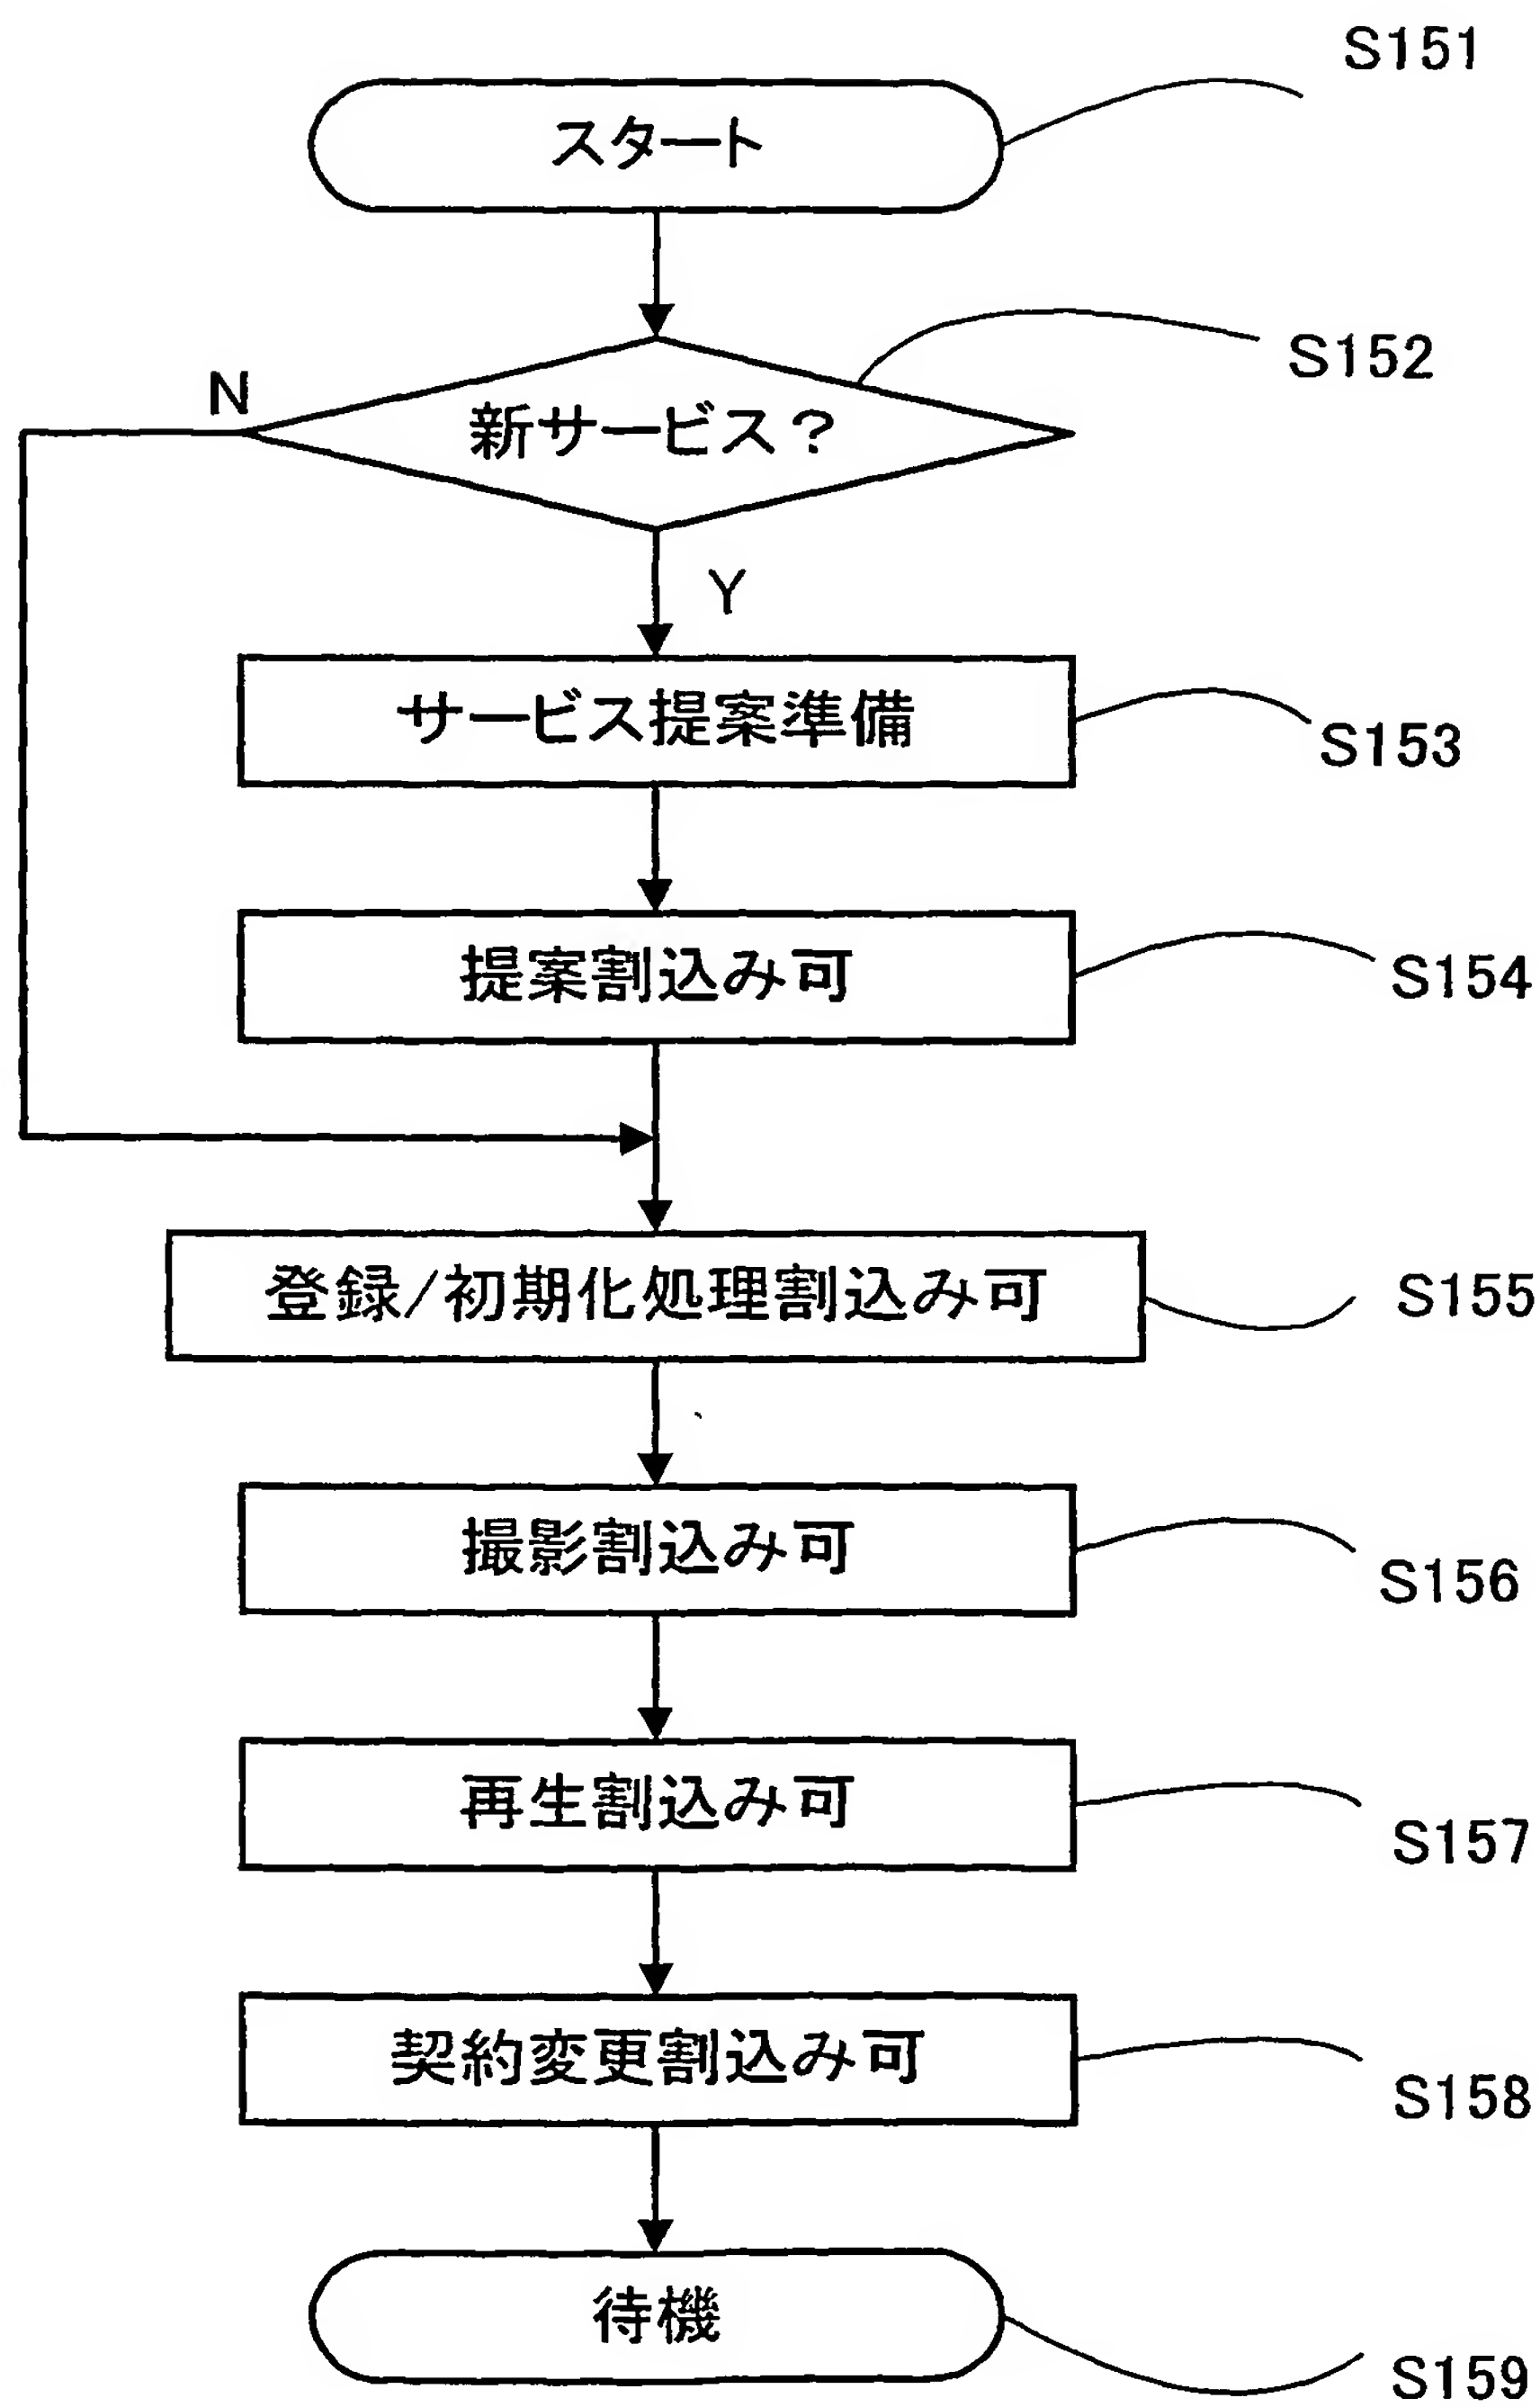 S151
スタート
S152
N
新サービス?
Y
サービス提案準備
S153
提案割込み可
S154
登録/初期化処理割込み可
S155
撮影割込み可
S156
再生割込み可
S157
契約変更割込み可
S158
待機
S159